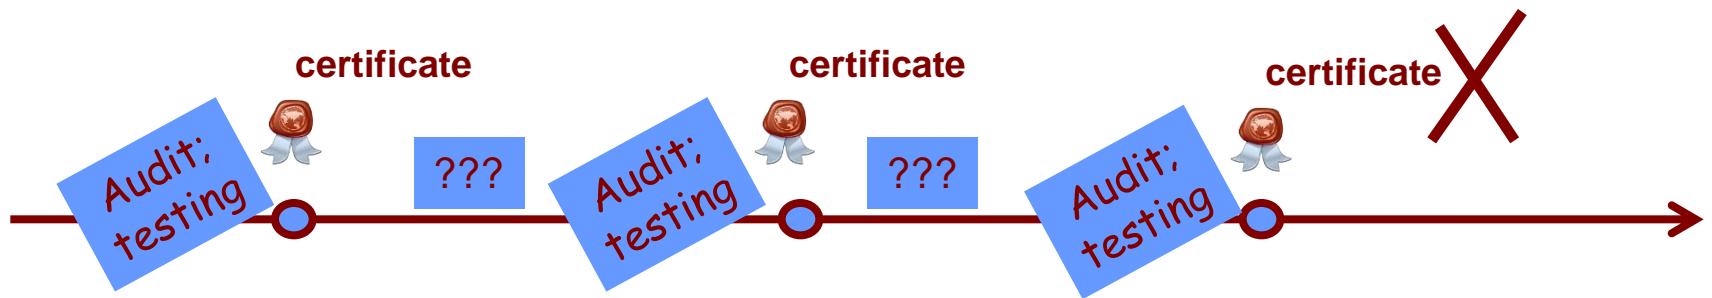 certificate
certificate
certificate
Audit;
testing
???
Audit;
testing
???
Audit;
testing